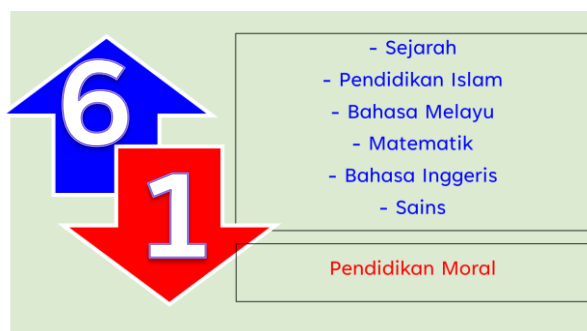 6
- Sejarah
- Pendidikan Islam
- Bahasa Melayu
- Matematik
- Bahasa Inggeris
- Sains
1
Pendidikan Moral